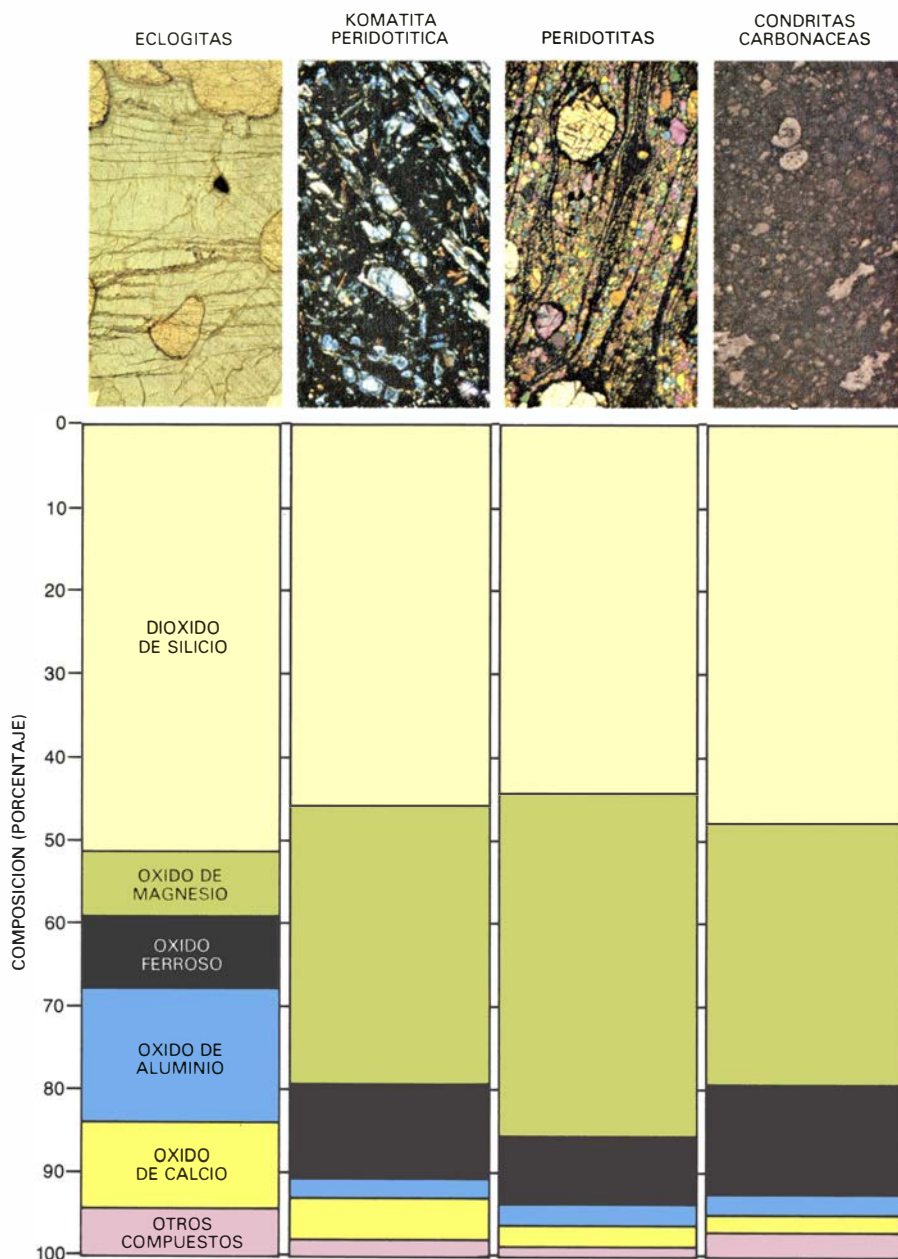 ECLOGITAS
KOMATITA
PERIDOTITICA
PERIDOTITAS
CONDRITAS
CARBONACEAS
0
10
20
30
40
50
60
70
80
90
100
COMPOSICION (PORCENTAJE)
DIOXIDO
DE SILICIO
OXIDO DE
MAGNESIO
OXIDO
FERROSO
OXIDO DE
ALUMINIO
OXIDO
DE CALCIO
OTROS
COMPUESTOS